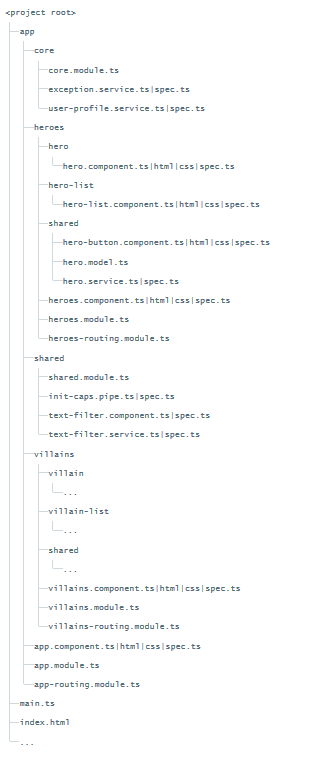 <project root>
app
core
core.module.ts
exception.service.ts|spec.ts
user-profile.service.ts|spec.ts
heroes
hero
hero.component.ts|html|css|spec.ts
hero-list
hero-list.component.ts|html|css|spec.ts
shared
hero-button.component.ts|html|css|spec.ts
hero.model.ts
hero.service.ts|spec.ts
heroes.component.ts|html|css|spec.ts
heroes.module.ts
heroes-routing.module.ts
shared
shared.module.ts
init-caps.pipe.ts|spec.ts
text-filter.component.ts|spec.ts
text-filter.service.ts|spec.ts
villains
villain
...
villain-list
...
shared
...
villains.component.ts|html|css|spec.ts
villains.module.ts
villains-routing.module.ts
app.component.ts|html|css|spec.ts
app.module.ts
app-routing.module.ts
main.ts
index.html
...